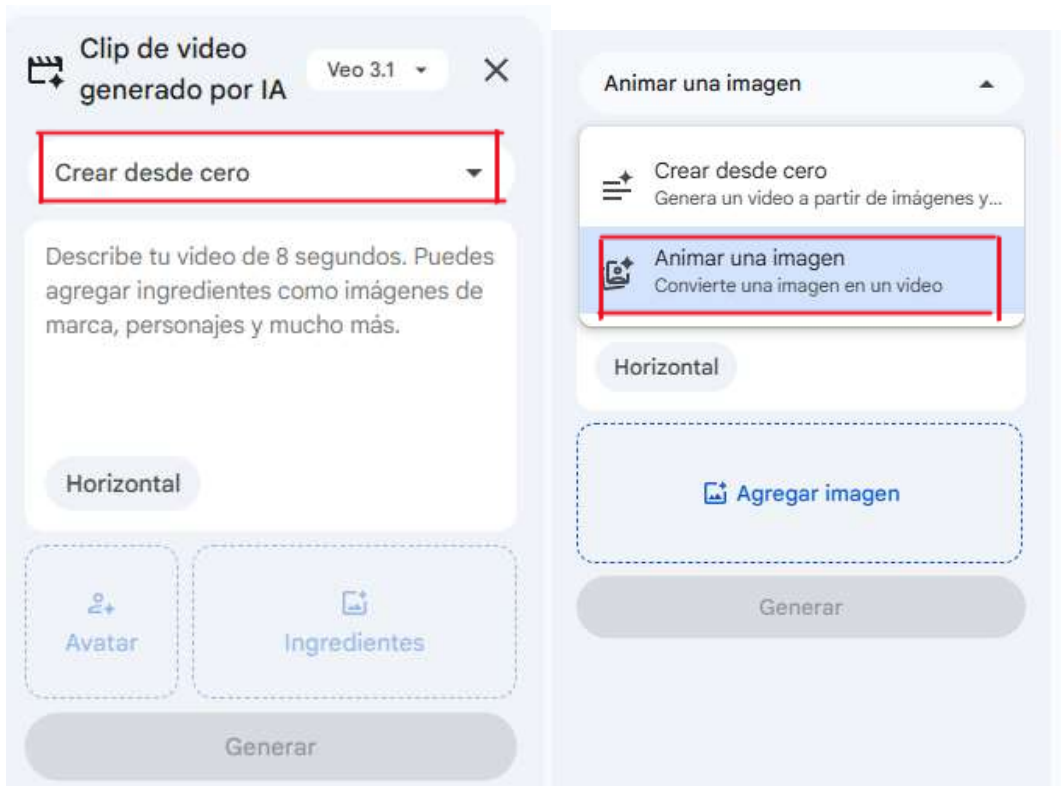 Clip de video
generado por IA
Veo 3.1
Crear desde cero
Describe tu video de 8 segundos. Puedes
agregar ingredientes como imágenes de
marca, personajes y mucho más.
Horizontal
Avatar
Ingredientes
Generar
Animar una imagen
Crear desde cero
Genera un video a partir de imágenes y...
Animar una imagen
Convierte una imagen en un video
Horizontal
Agregar imagen
Generar